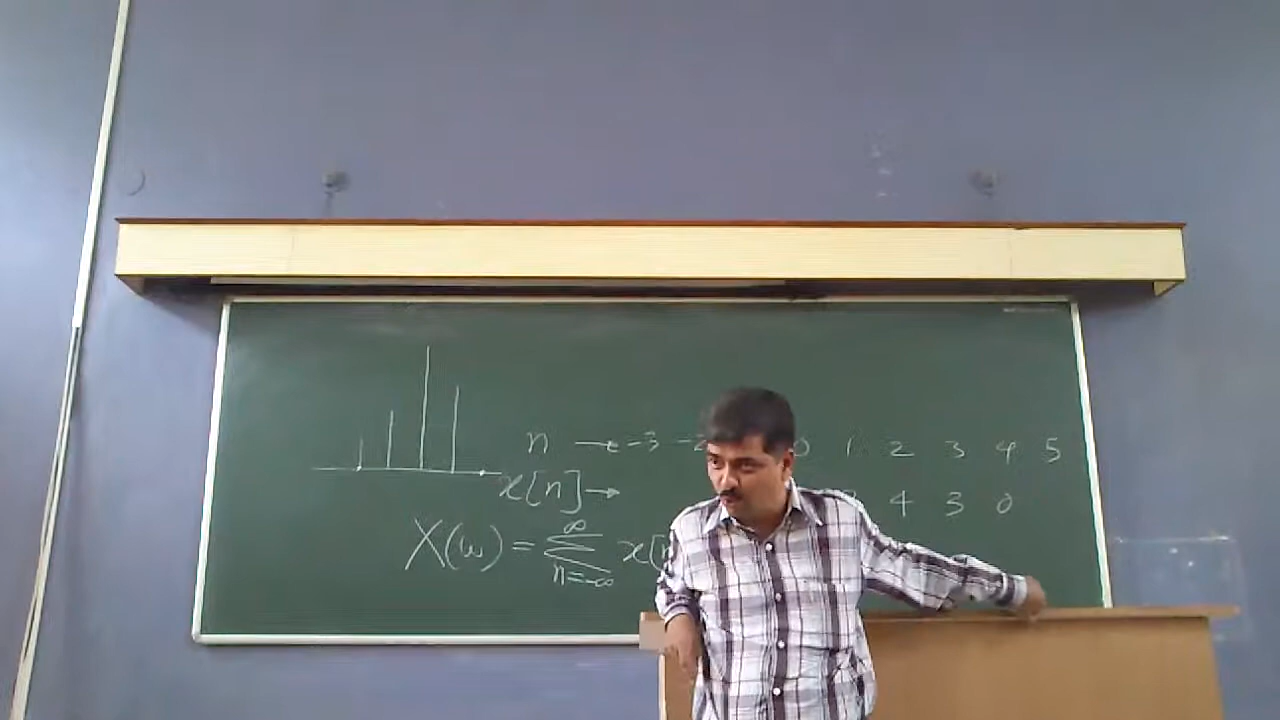 n → -3 -2 0 1 2 3 4 5
x[n] → 4 3 0
X(ω) = ∑ n=-∞ ∞ x[n